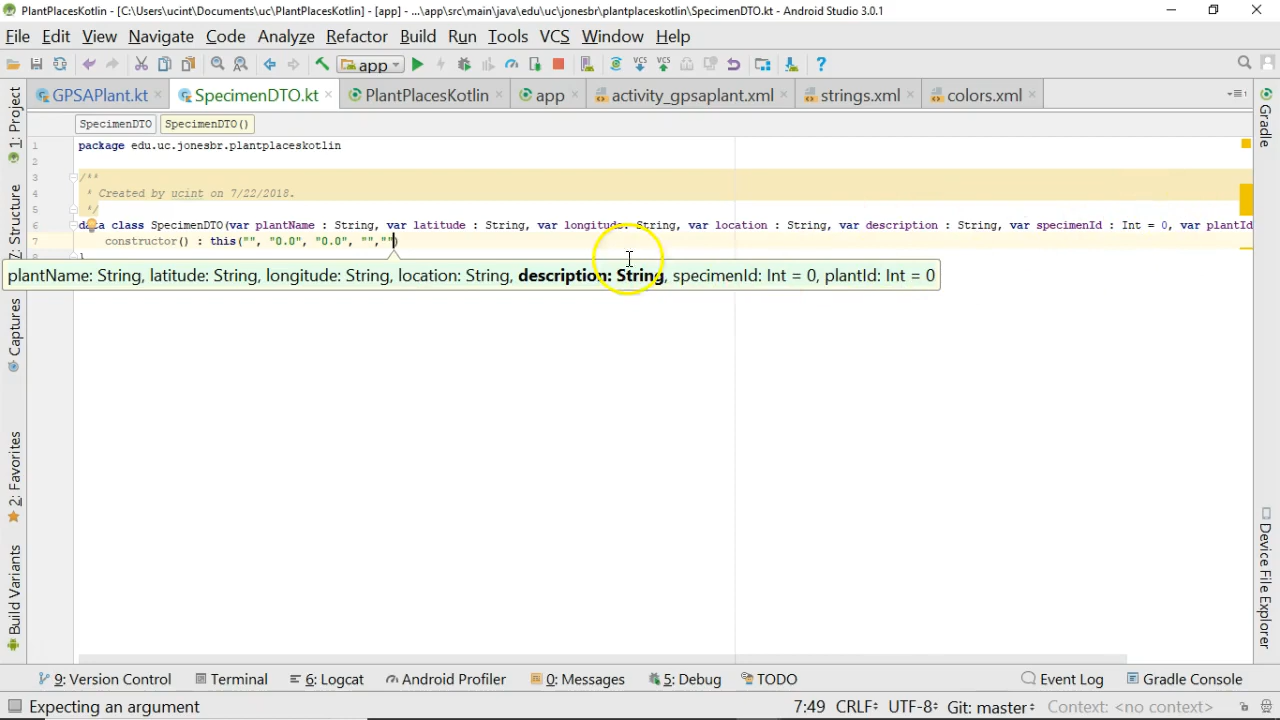 PlantPlacesKotlin - [C:\Users\ucint\Documents\uc\PlantPlacesKotlin] - [app] - ...\app\src\main\java\edu\uc\jonesbr\plantplaceskotlin\SpecimenDTO.kt - Android Studio 3.0.1
File Edit View Navigate Code Analyze Refactor Build Run Tools VCS Window Help
app
GPSAPlant.kt SpecimenDTO.kt PlantPlacesKotlin app activity_gpsaplant.xml strings.xml colors.xml
SpecimenDTO SpecimenDTO()
1 package edu.uc.jonesbr.plantplaceskotlin
2
3 /**
4 * Created by ucint on 7/22/2018.
5 */
6 data class SpecimenDTO(var plantName : String, var latitude : String, var longitude: String, var location : String, var description : String, var specimenId : Int = 0, var plantId
7 constructor() : this("", "0.0", "0.0", "","")
plantName: String, latitude: String, longitude: String, location: String, description: String, specimenId: Int = 0, plantId: Int = 0
1: Project
Structure
Captures
2: Favorites
Build Variants
Gradle
Device File Explorer
9: Version Control Terminal 6: Logcat Android Profiler 0: Messages 5: Debug TODO Event Log Gradle Console
Expecting an argument 7:49 CRLF UTF-8 Git: master Context: <no context>